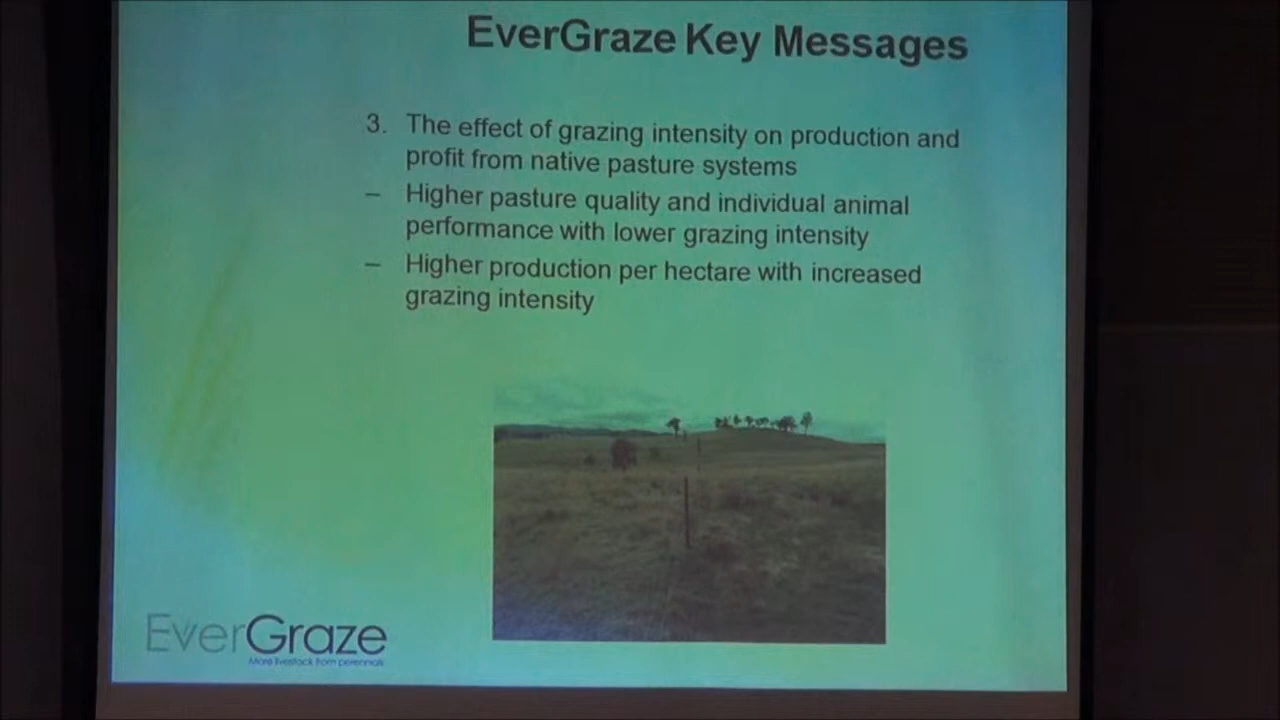 EverGraze Key Messages
3. The effect of grazing intensity on production and
profit from native pasture systems
– Higher pasture quality and individual animal
performance with lower grazing intensity
– Higher production per hectare with increased
grazing intensity
EverGraze
More livestock from perennials